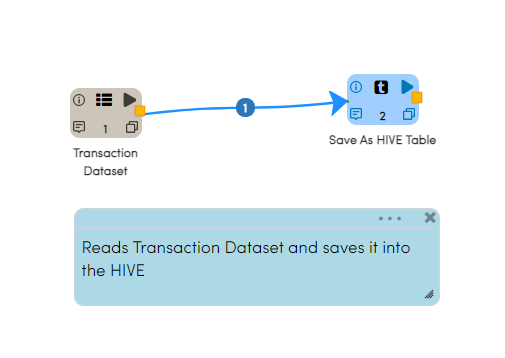 1
t
1
2
Transaction
Dataset
Save As HIVE Table
Reads Transaction Dataset and saves it into
the HIVE